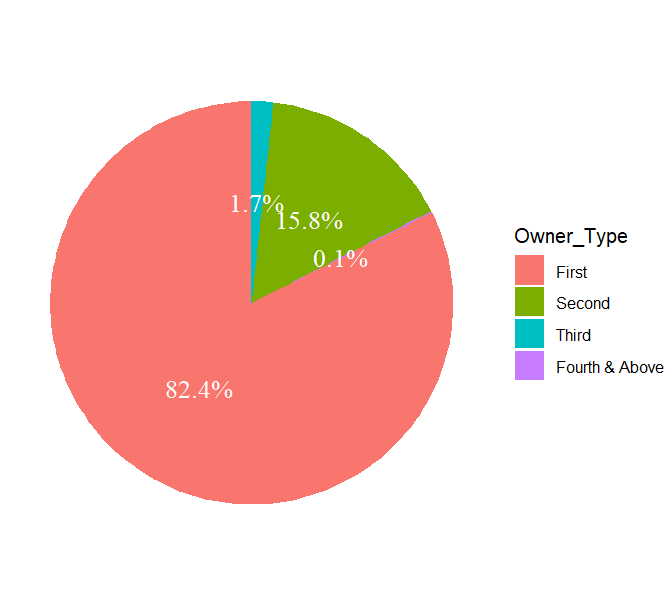 1.7%
15.8%
0.1%
82.4%
Owner_Type
First
Second
Third
Fourth & Above